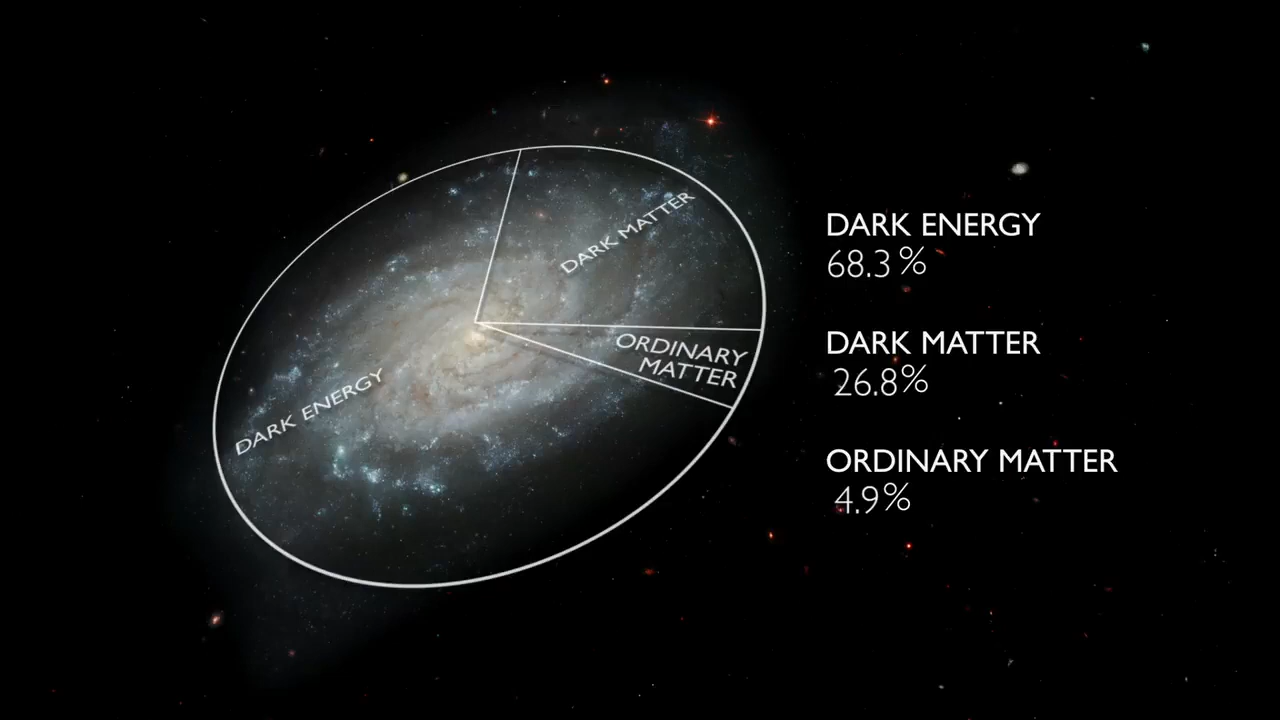 DARK MATTER
DARK ENERGY
ORDINARY
MATTER
DARK ENERGY
68.3%
DARK MATTER
26.8%
ORDINARY MATTER
4.9%